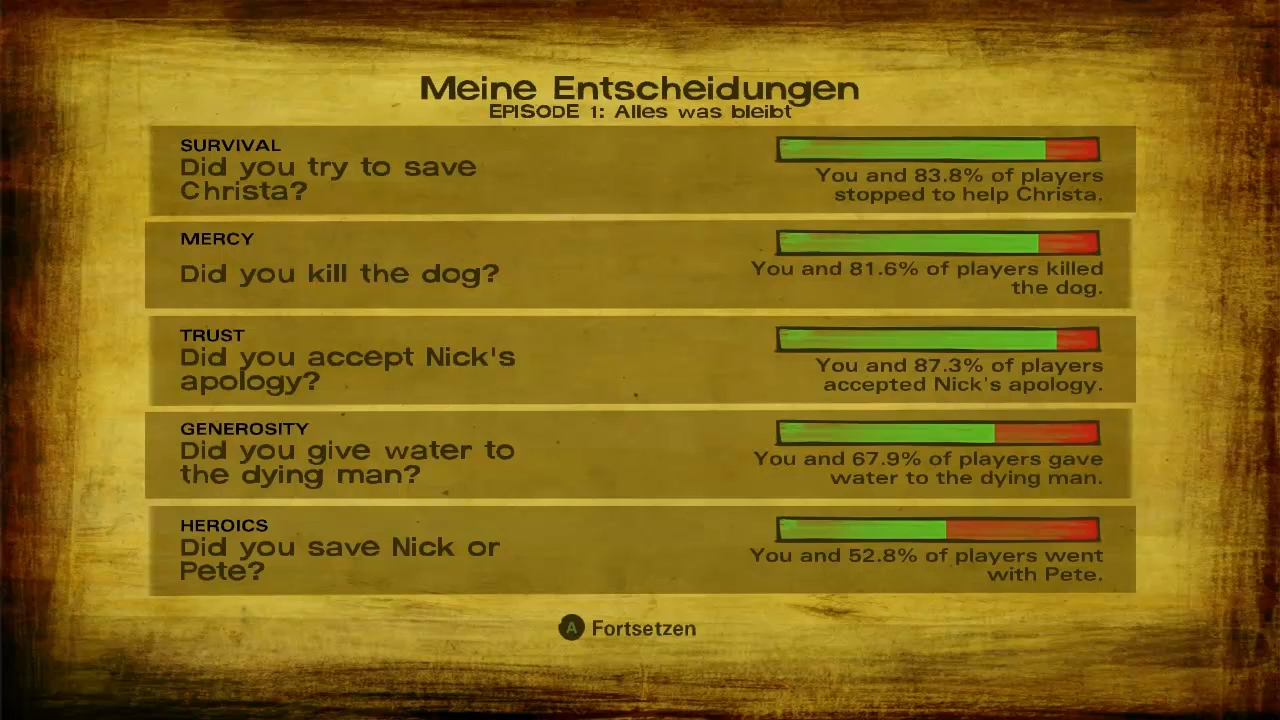 Meine Entscheidungen
EPISODE 1: Alles was bleibt
SURVIVAL
Did you try to save
Christa?
You and 83.8% of players
stopped to help Christa.
MERCY
Did you kill the dog?
You and 81.6% of players killed
the dog.
TRUST
Did you accept Nick's
apology?
You and 87.3% of players
accepted Nick's apology.
GENEROSITY
Did you give water to
the dying man?
You and 67.9% of players gave
water to the dying man.
HEROICS
Did you save Nick or
Pete?
You and 52.8% of players went
with Pete.
A Fortsetzen